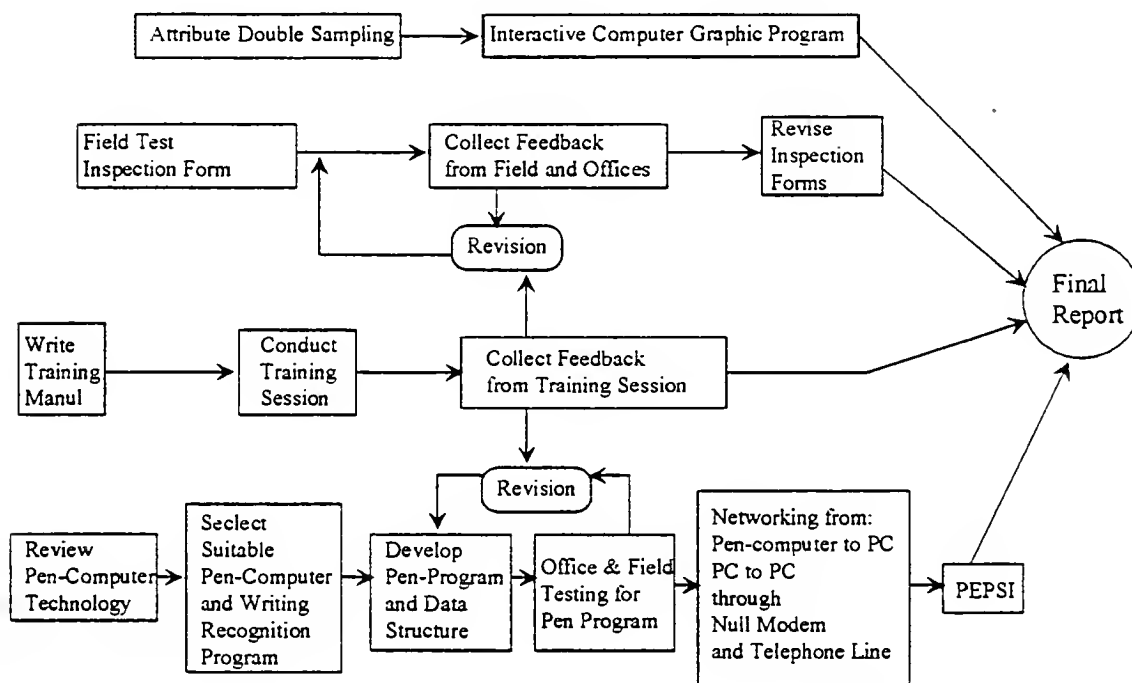 Attribute Double Sampling
Interactive Computer Graphic Program
Field Test
Inspection Form
Collect Feedback
from Field and Offices
Revise
Inspection
Forms
Revision
Final
Report
Write
Training
Manul
Conduct
Training
Session
Collect Feedback
from Training Session
Revision
Review
Pen-Computer
Technology
Seclect
Suitable
Pen-Computer
and Writing
Recognition
Program
Develop
Pen-Program
and Data
Structure
Office & Field
Testing for
Pen Program
Networking from:
Pen-computer to PC
PC to PC
through
Null Modem
and Telephone Line
PEPSI